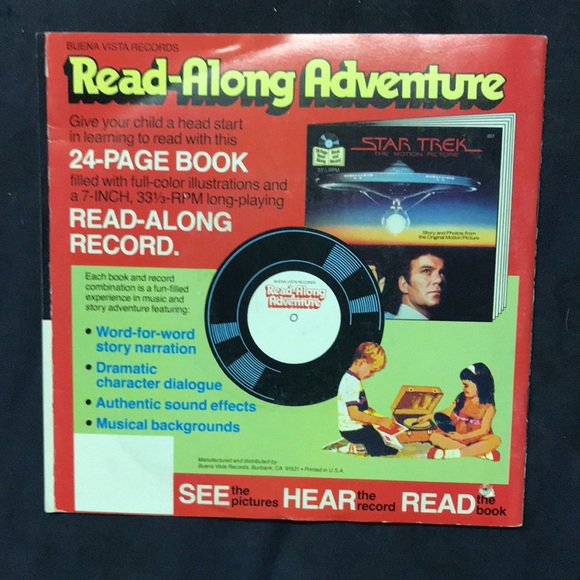 BUENA VISTA RECORDS
Read-Along Adventure
Give your child a head start
in learning to read with this
24-PAGE BOOK
filled with full-color illustrations and
a 7-INCH, 33⅓-RPM long-playing
READ-ALONG
RECORD.
STAR TREK
THE MOTION PICTURE
33⅓ RPM
Story and Photos from
the Original Motion Picture
Each book and record
combination is a fun-filled
experience in music and
story adventure featuring:
• Word-for-word
story narration
• Dramatic
character dialogue
• Authentic sound effects
• Musical backgrounds
BUENA VISTA RECORDS
Read-Along
Adventure
Manufactured and distributed by
Buena Vista Records, Burbank, CA. 91521 • Printed in U.S.A.
SEE the pictures HEAR the record READ the book